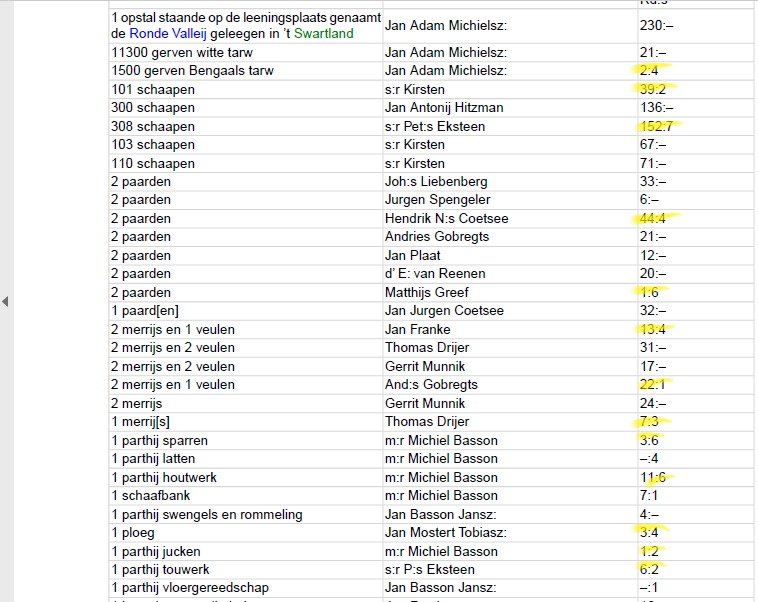 Rd:s
1 opstal staande op de leeningsplaats genaamt
de Ronde Valleij geleegen in ’t Swartland Jan Adam Michielsz: 230:–
11300 gerven witte tarw Jan Adam Michielsz: 21:–
1500 gerven Bengaals tarw Jan Adam Michielsz: 2:4
101 schaapen s:r Kirsten 39:2
300 schaapen Jan Antonij Hitzman 136:–
308 schaapen s:r Pet:s Eksteen 152:7
103 schaapen s:r Kirsten 67:–
110 schaapen s:r Kirsten 71:–
2 paarden Joh:s Liebenberg 33:–
2 paarden Jurgen Spengeler 6:–
2 paarden Hendrik N:s Coetsee 44:4
2 paarden Andries Gobregts 21:–
2 paarden Jan Plaat 12:–
2 paarden d’ E: van Reenen 20:–
2 paarden Matthijs Greef 1:6
1 paard[en] Jan Jurgen Coetsee 32:–
2 merrijs en 1 veulen Jan Franke 13:4
2 merrijs en 2 veulen Thomas Drijer 31:–
2 merrijs en 2 veulen Gerrit Munnik 17:–
2 merrijs en 1 veulen And:s Gobregts 22:1
2 merrijs Gerrit Munnik 24:–
1 merrij[s] Thomas Drijer 7:3
1 parthij sparren m:r Michiel Basson 3:6
1 parthij latten m:r Michiel Basson –:4
1 parthij houtwerk m:r Michiel Basson 11:6
1 schaafbank m:r Michiel Basson 7:1
1 parthij swengels en rommeling Jan Basson Jansz: 4:–
1 ploeg Jan Mostert Tobiasz: 3:4
1 parthij jucken m:r Michiel Basson 1:2
1 parthij touwerk s:r P:s Eksteen 6:2
1 parthij vloergereedschap Jan Basson Jansz: –:1